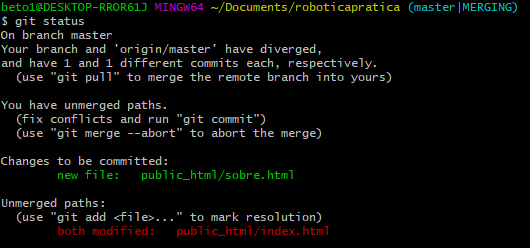 beto1@DESKTOP-RROR61J MINGW64 ~/Documents/roboticapratica (master|MERGING)
$ git status
On branch master
Your branch and 'origin/master' have diverged,
and have 1 and 1 different commits each, respectively.
  (use "git pull" to merge the remote branch into yours)

You have unmerged paths.
  (fix conflicts and run "git commit")
  (use "git merge --abort" to abort the merge)

Changes to be committed:
        new file:   public_html/sobre.html

Unmerged paths:
  (use "git add <file>..." to mark resolution)
        both modified:   public_html/index.html